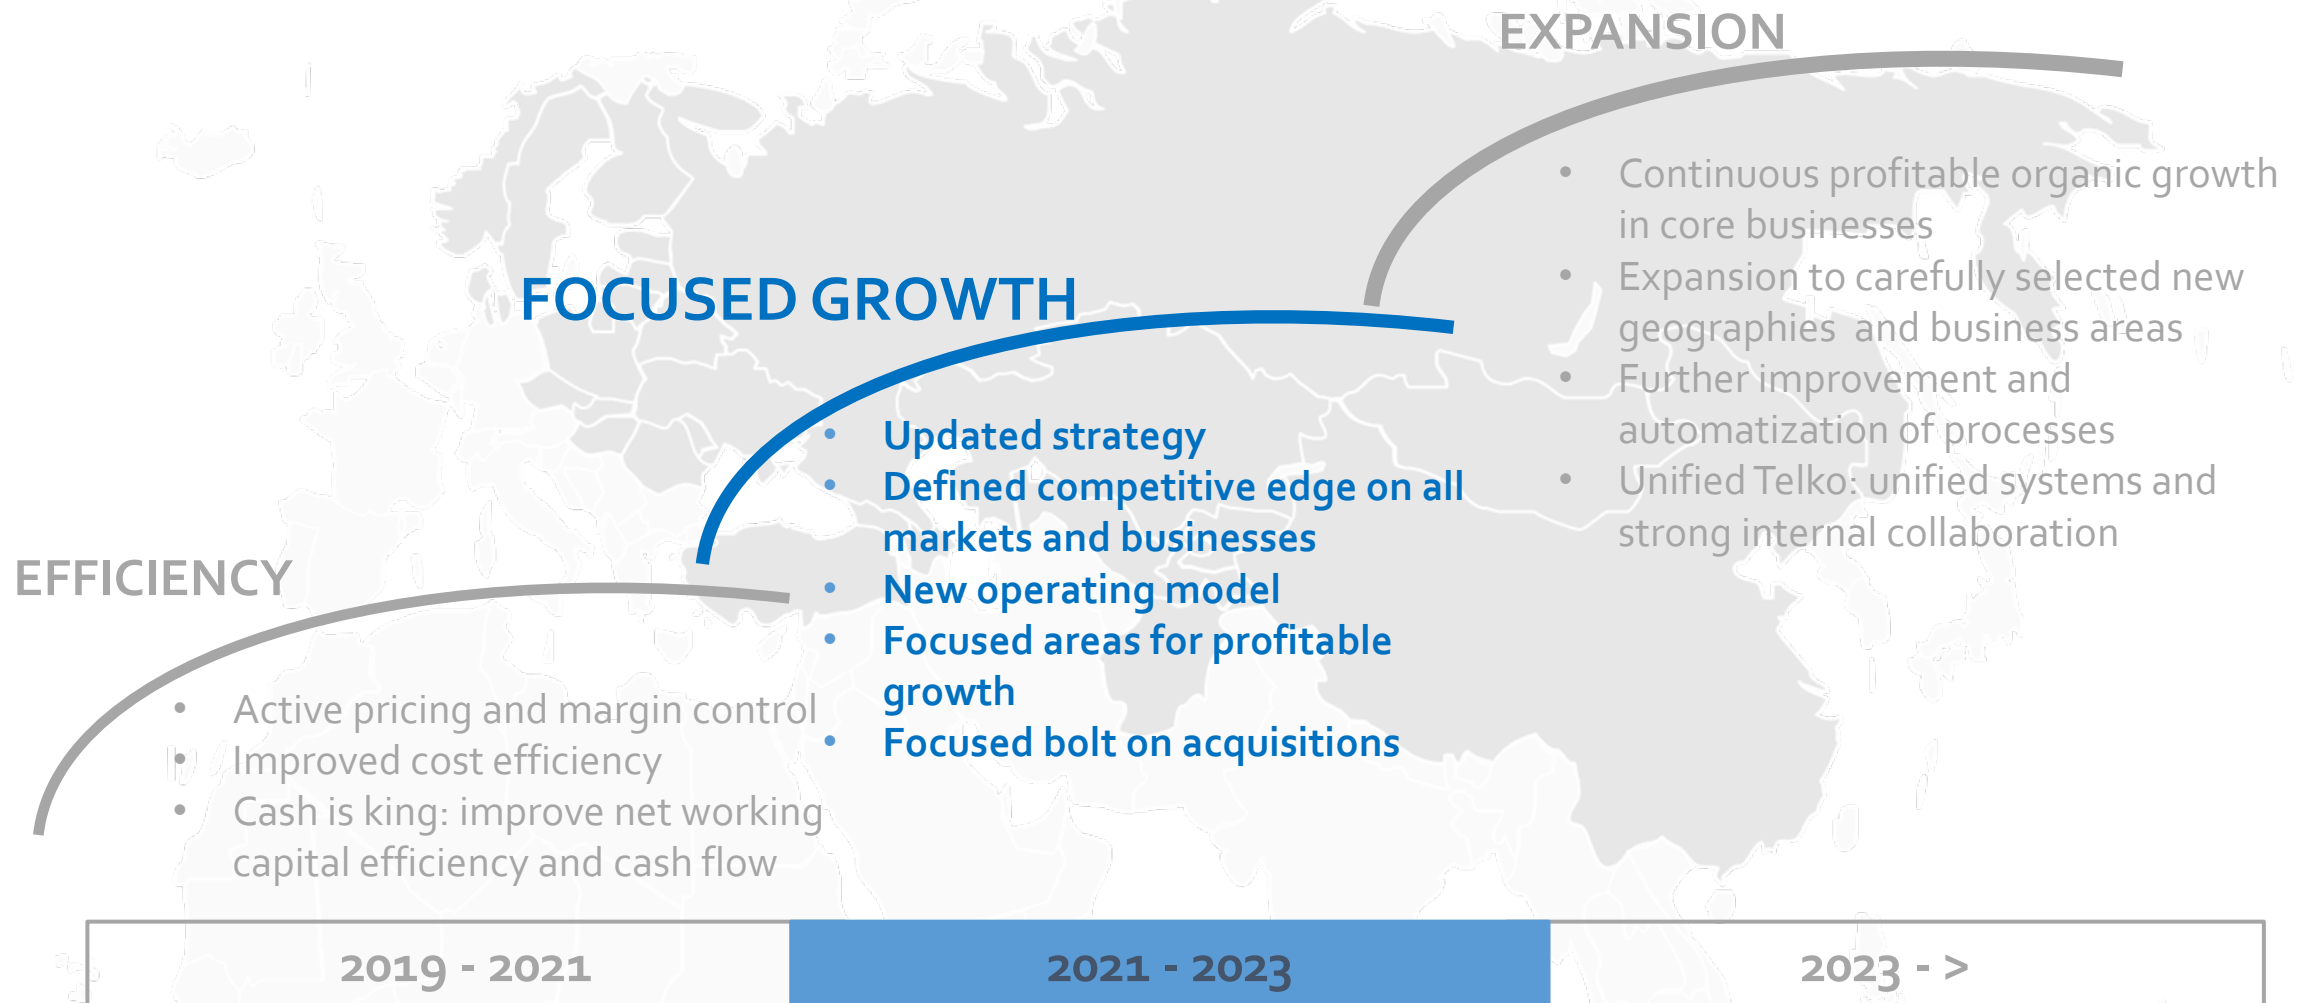 EXPANSION
• Continuous profitable organic growth
in core businesses
• Expansion to carefully selected new
geographies and business areas
• Further improvement and
automatization of processes
• Unified Telko: unified systems and
strong internal collaboration
FOCUSED GROWTH
• Updated strategy
• Defined competitive edge on all
markets and businesses
• New operating model
• Focused areas for profitable
growth
• Focused bolt on acquisitions
EFFICIENCY
• Active pricing and margin control
• Improved cost efficiency
• Cash is king: improve net working
capital efficiency and cash flow
2019 - 2021
2021 - 2023
2023 - >